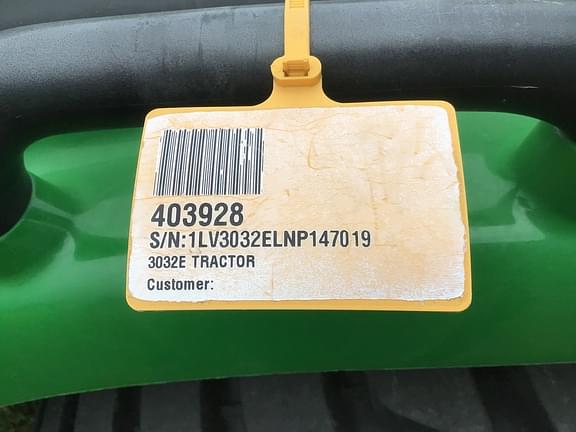 403928
S/N:1LV3032ELNP147019
3032E TRACTOR
Customer: